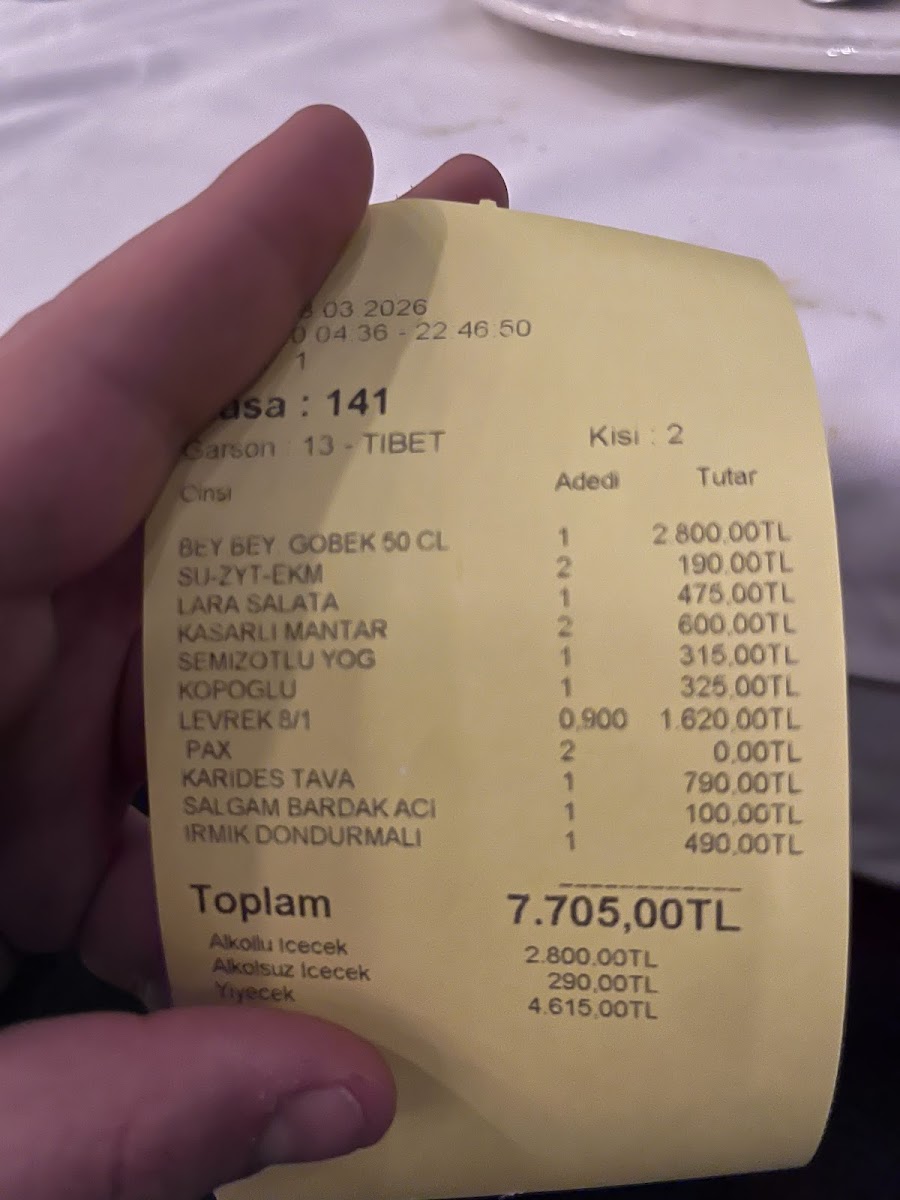 03 2026
04:36 - 22:46:50
1
asa : 141
Garson : 13 - TIBET Kisi : 2
Cinsi Adedi Tutar
BEY BEY GOBEK 50 CL 1 2.800,00TL
SU-ZYT-EKM 2 190,00TL
LARA SALATA 1 475,00TL
KASARLI MANTAR 2 600,00TL
SEMIZOTLU YOG 1 315,00TL
KOPOGLU 1 325,00TL
LEVREK 8/1 0,900 1.620,00TL
PAX 2 0,00TL
KARIDES TAVA 1 790,00TL
SALGAM BARDAK ACI 1 100,00TL
IRMIK DONDURMALI 1 490,00TL
Toplam 7.705,00TL
Alkollu Icecek 2.800,00TL
Alkolsuz Icecek 290,00TL
Yiyecek 4.615,00TL